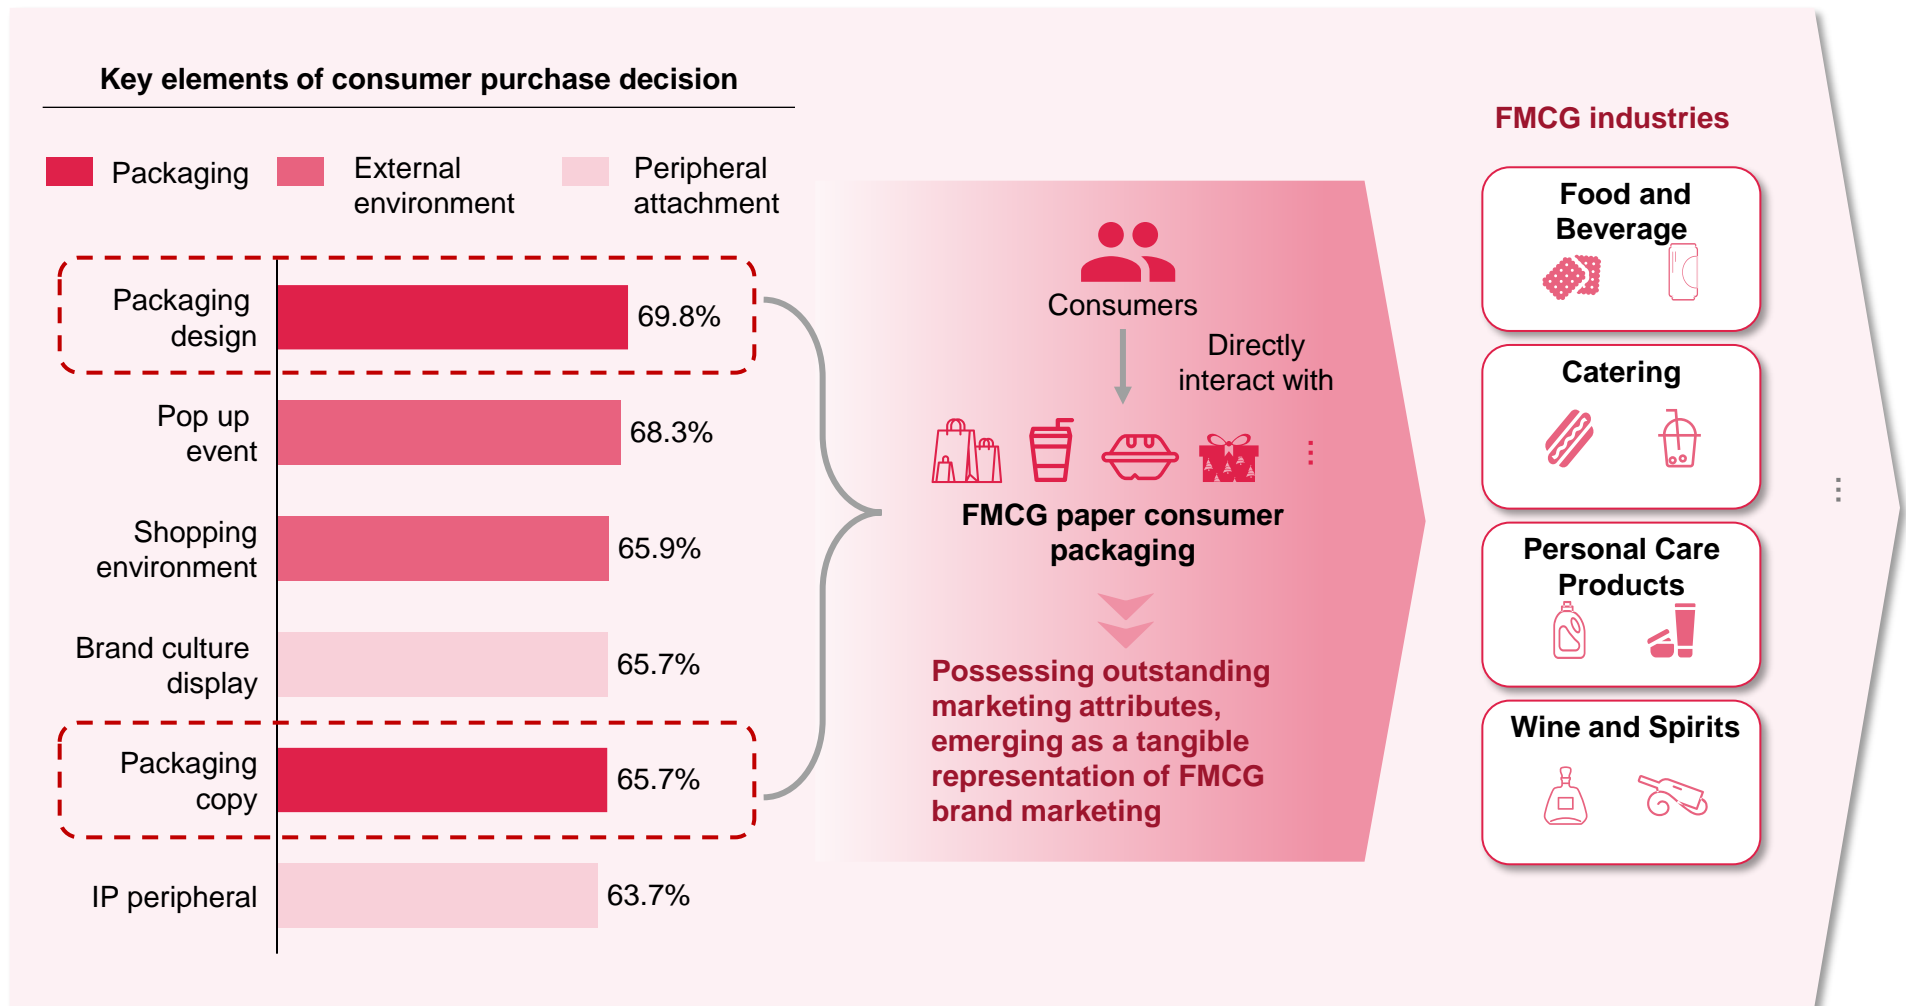 Key elements of consumer purchase decision
Packaging
External
environment
Peripheral
attachment
Packaging
design
69.8%
Pop up
event
68.3%
Shopping
environment
65.9%
Brand culture
display
65.7%
Packaging
copy
65.7%
IP peripheral
63.7%
Consumers
Directly
interact with
...
FMCG paper consumer
packaging
Possessing outstanding
marketing attributes,
emerging as a tangible
representation of FMCG
brand marketing
FMCG industries
Food and
Beverage
Catering
Personal Care
Products
Wine and Spirits
...